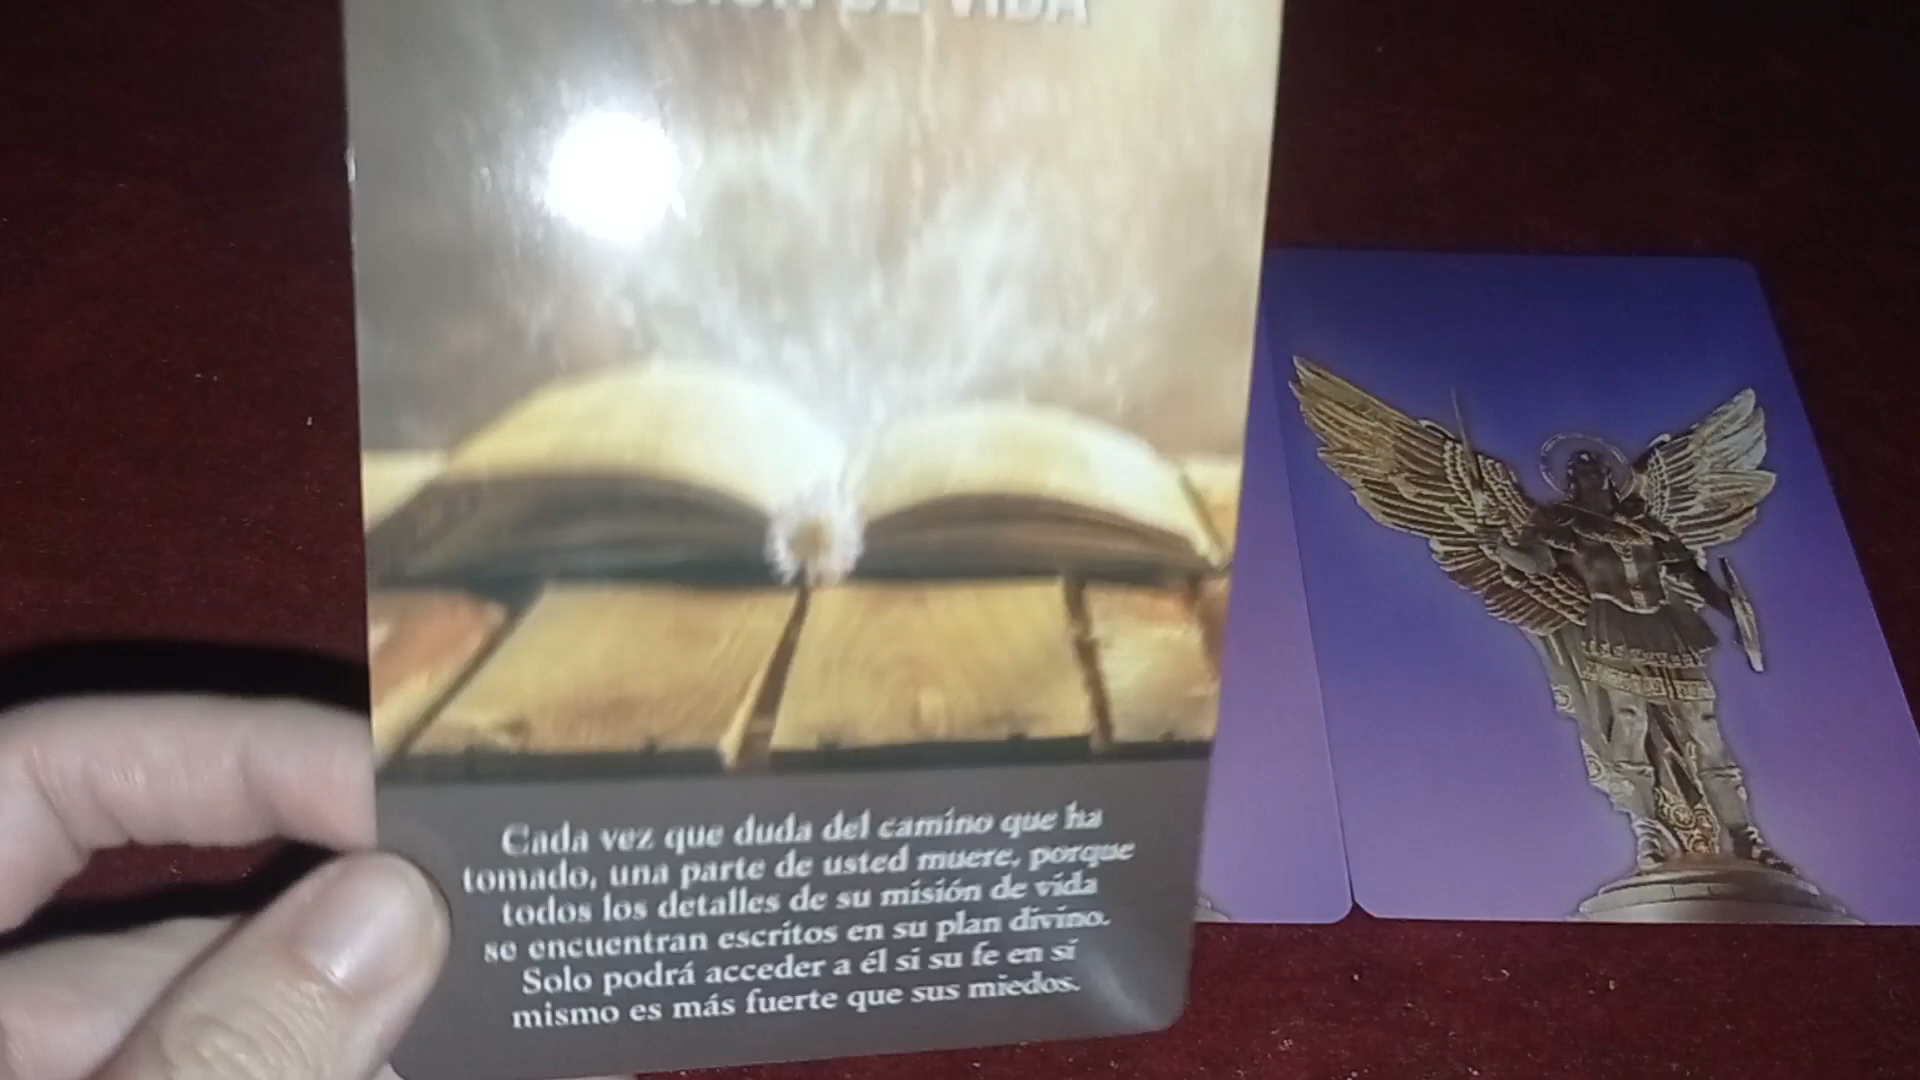 DE VIDA
Cada vez que duda del camino que ha
tomado, una parte de usted muere, porque
todos los detalles de su misión de vida
se encuentran escritos en su plan divino.
Solo podrá acceder a él si su fe en sí
mismo es más fuerte que sus miedos.